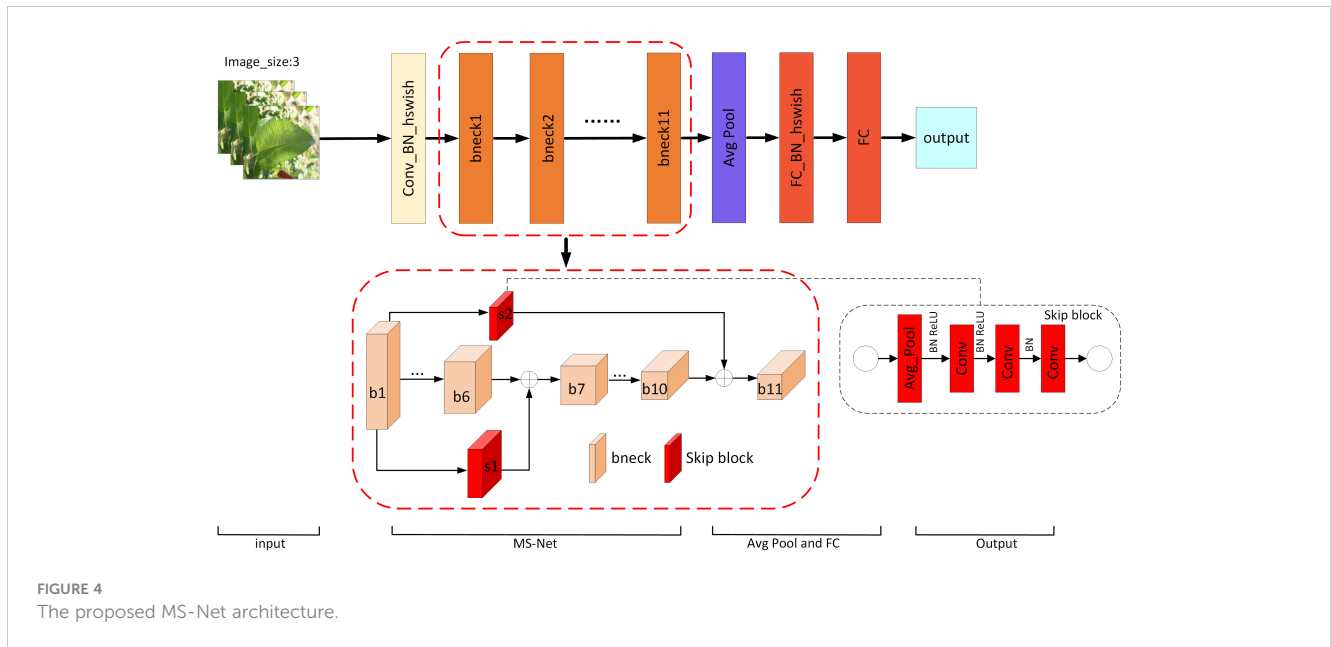 Image_size:3
Conv_BN_hswish
bneck1
bneck2
......
bneck11
Avg Pool
FC_BN_hswish
FC
output
s2
b1
...
b6
b7
...
b10
b11
s1
bneck
Skip block
Skip block
Avg_Pool
BN ReLU
Conv
BN ReLU
Conv
BN
Conv
input
MS-Net
Avg Pool and FC
Output
FIGURE 4
The proposed MS-Net architecture.